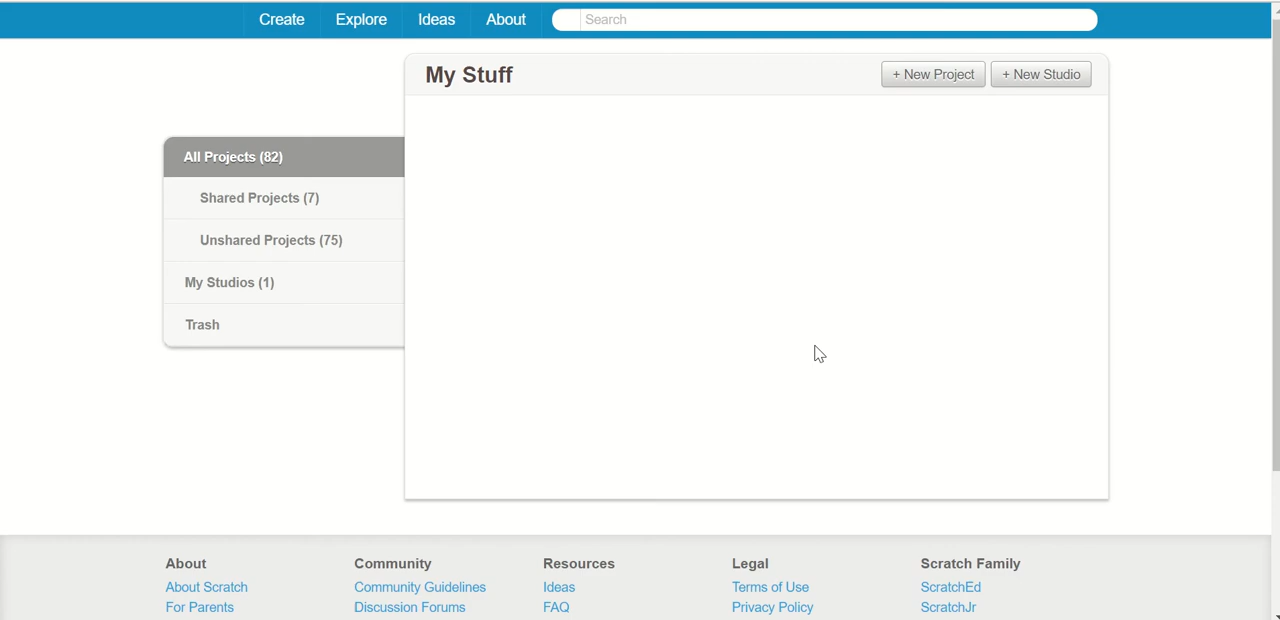 Create Explore Ideas About Search
My Stuff + New Project + New Studio
All Projects (82)
Shared Projects (7)
Unshared Projects (75)
My Studios (1)
Trash
About Community Resources Legal Scratch Family
About Scratch Community Guidelines Ideas Terms of Use ScratchEd
For Parents Discussion Forums FAQ Privacy Policy ScratchJr